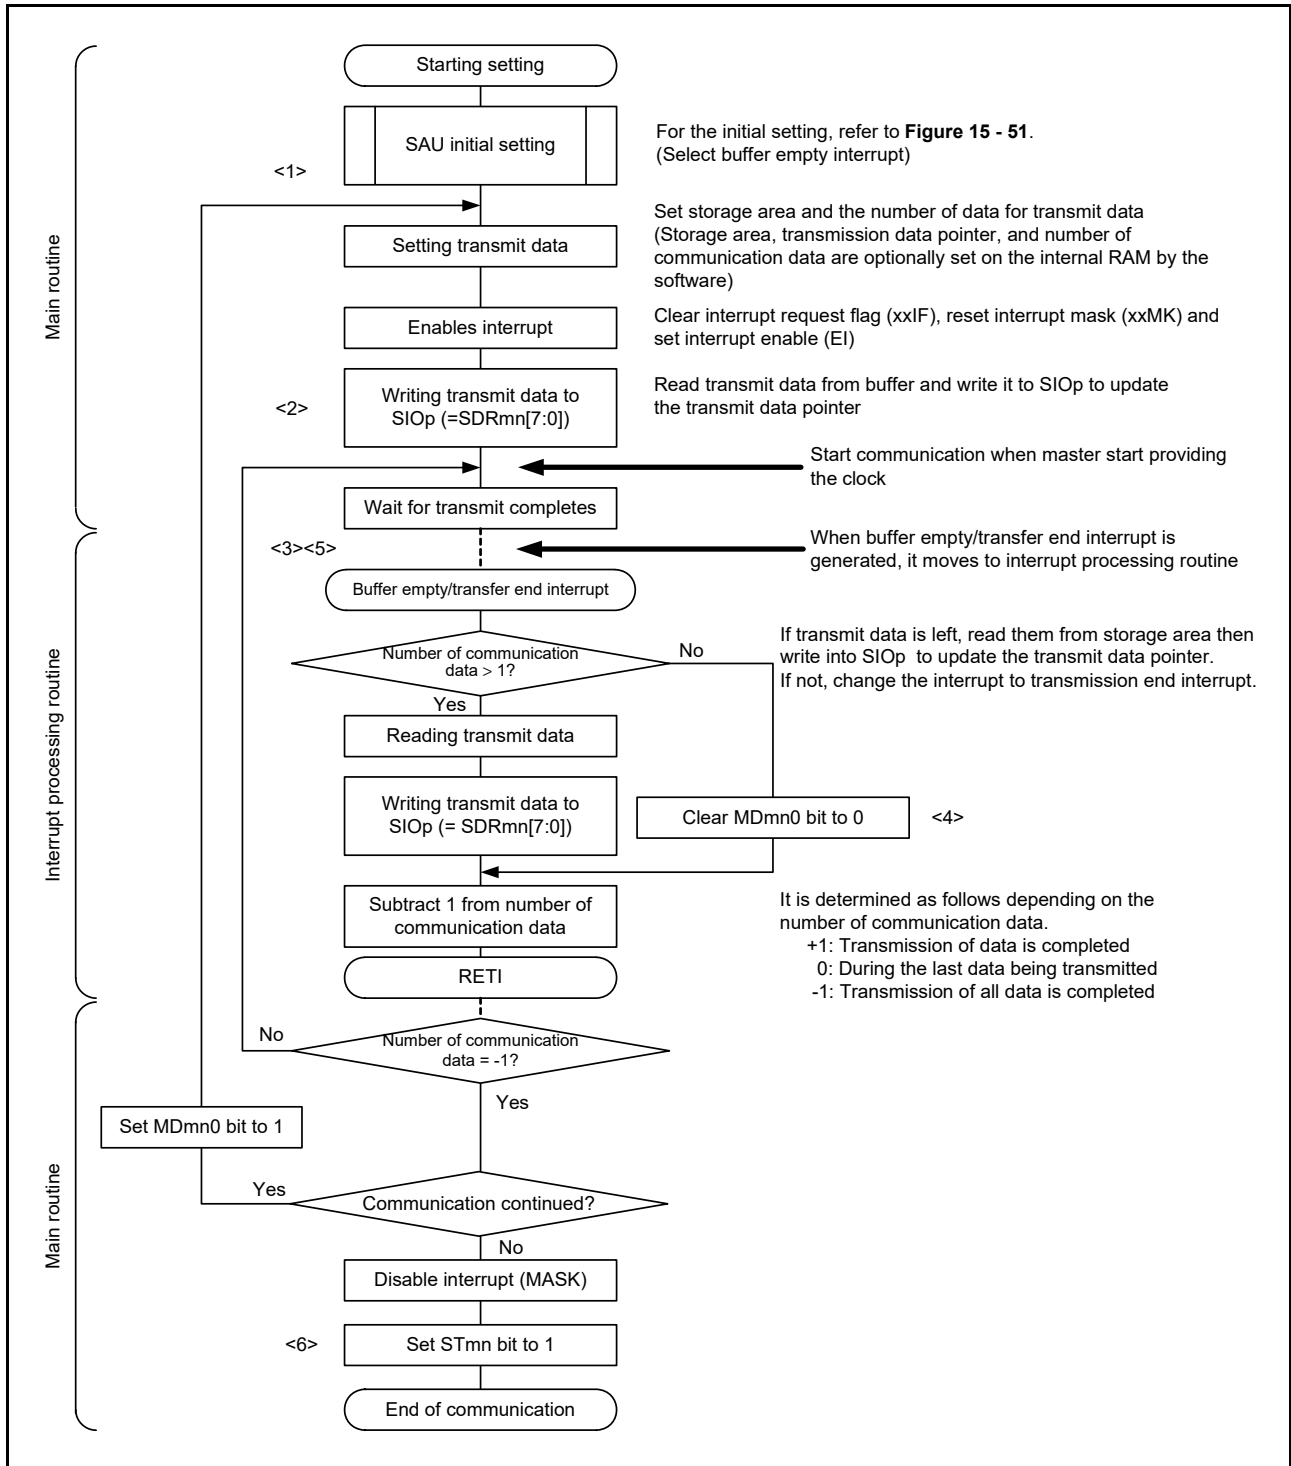 Starting setting
SAU initial setting
For the initial setting, refer to Figure 15 - 51.
(Select buffer empty interrupt)
<1>
Setting transmit data
Set storage area and the number of data for transmit data
(Storage area, transmission data pointer, and number of
communication data are optionally set on the internal RAM by the
software)
Main routine
Enables interrupt
Clear interrupt request flag (xxIF), reset interrupt mask (xxMK) and
set interrupt enable (EI)
<2>
Writing transmit data to
SIOp (=SDRmn[7:0])
Read transmit data from buffer and write it to SIOp to update
the transmit data pointer
Start communication when master start providing
the clock
Wait for transmit completes
<3><5>
When buffer empty/transfer end interrupt is
generated, it moves to interrupt processing routine
Buffer empty/transfer end interrupt
Number of communication
data > 1?
No
Yes
If transmit data is left, read them from storage area then
write into SIOp to update the transmit data pointer.
If not, change the interrupt to transmission end interrupt.
Interrupt processing routine
Reading transmit data
Writing transmit data to
SIOp (= SDRmn[7:0])
Clear MDmn0 bit to 0
<4>
Subtract 1 from number of
communication data
It is determined as follows depending on the
number of communication data.
+1: Transmission of data is completed
0: During the last data being transmitted
-1: Transmission of all data is completed
RETI
No
Number of communication
data = -1?
Yes
Set MDmn0 bit to 1
Main routine
Yes
Communication continued?
No
Disable interrupt (MASK)
<6>
Set STmn bit to 1
End of communication